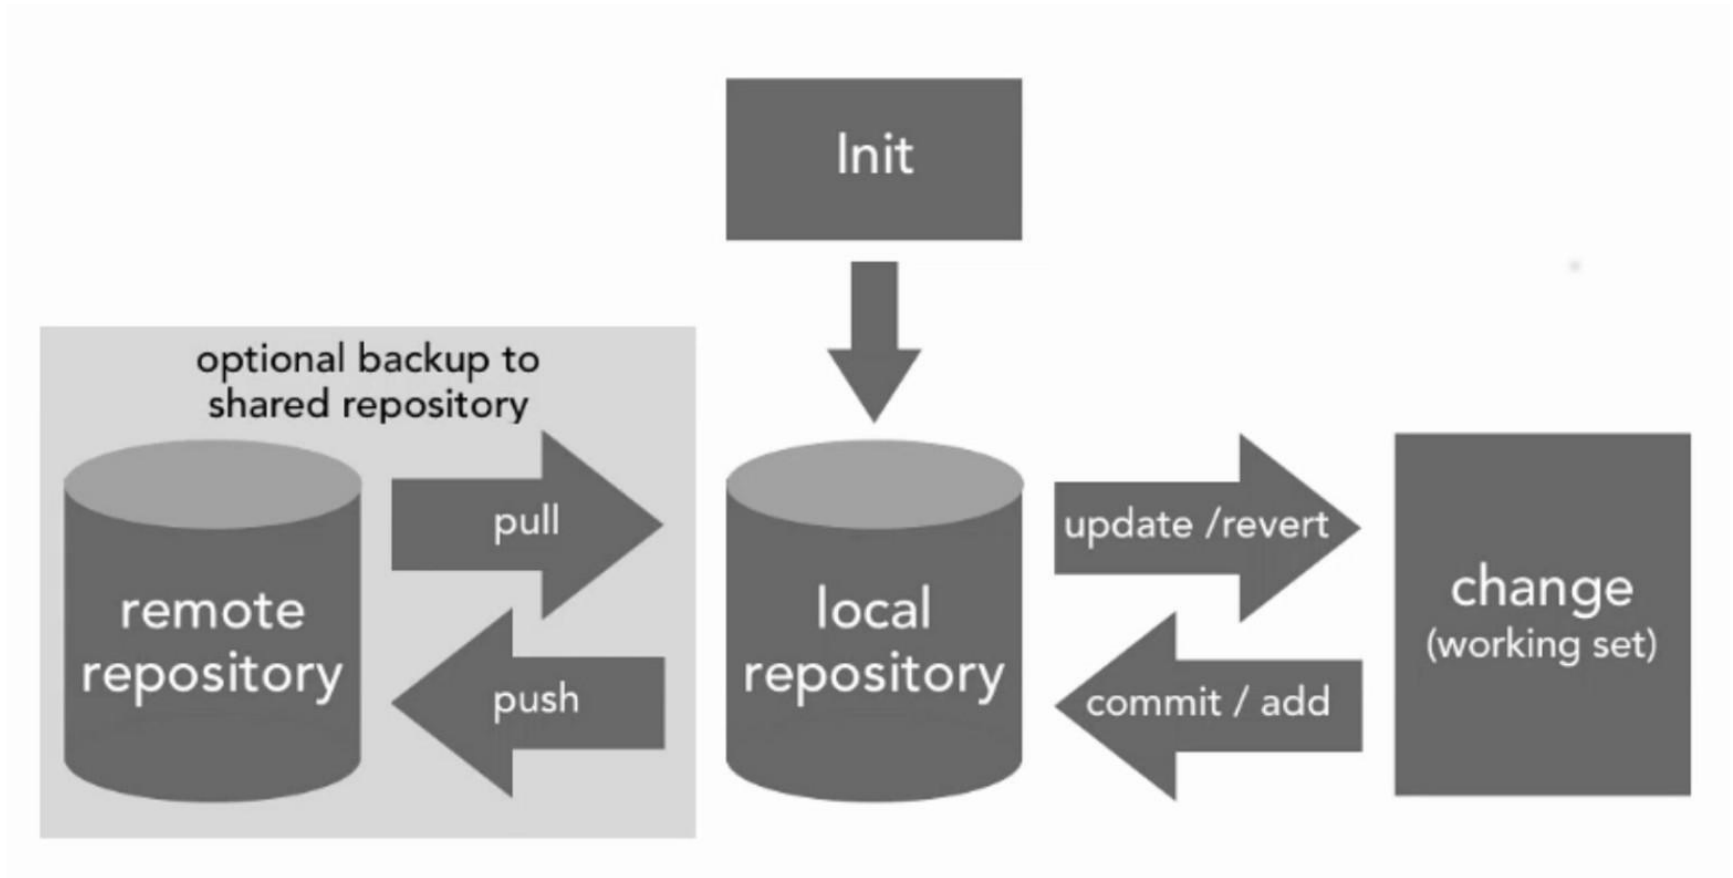 Init
optional backup to
shared repository
pull
update /revert
remote
repository
local
repository
change
(working set)
push
commit / add